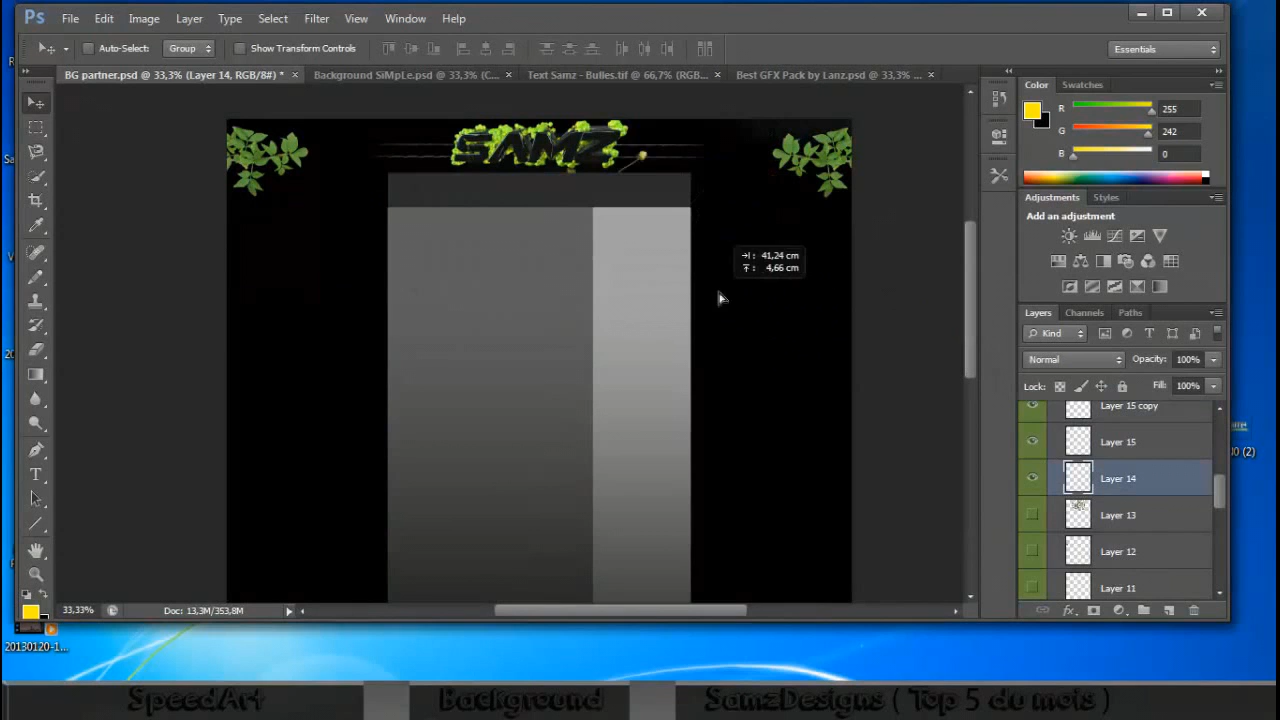 Ps File Edit Image Layer Type Select Filter View Window Help
Auto-Select: Group Show Transform Controls Essentials
BG partner.psd @ 33,3% (Layer 14, RGB/8#) * × Background SiMpLe.psd @ 33,3% (C... × Text Samz - Bulles.tif @ 66,7% (RGB... × Best GFX Pack by Lanz.psd @ 33,3% ... ×
Color Swatches
R 255
G 242
B 0
SAMZ
Adjustments Styles
Add an adjustment
41,24 cm
4,66 cm
Layers Channels Paths
Kind
Normal Opacity: 100%
Lock: Fill: 100%
Layer 15 copy
Layer 15
Layer 14
Layer 13
Layer 12
Layer 11
33,33% Doc: 13,3M/353,8M
20130120-1...
SpeedArt Background SamzDesigns ( Top 5 du mois )